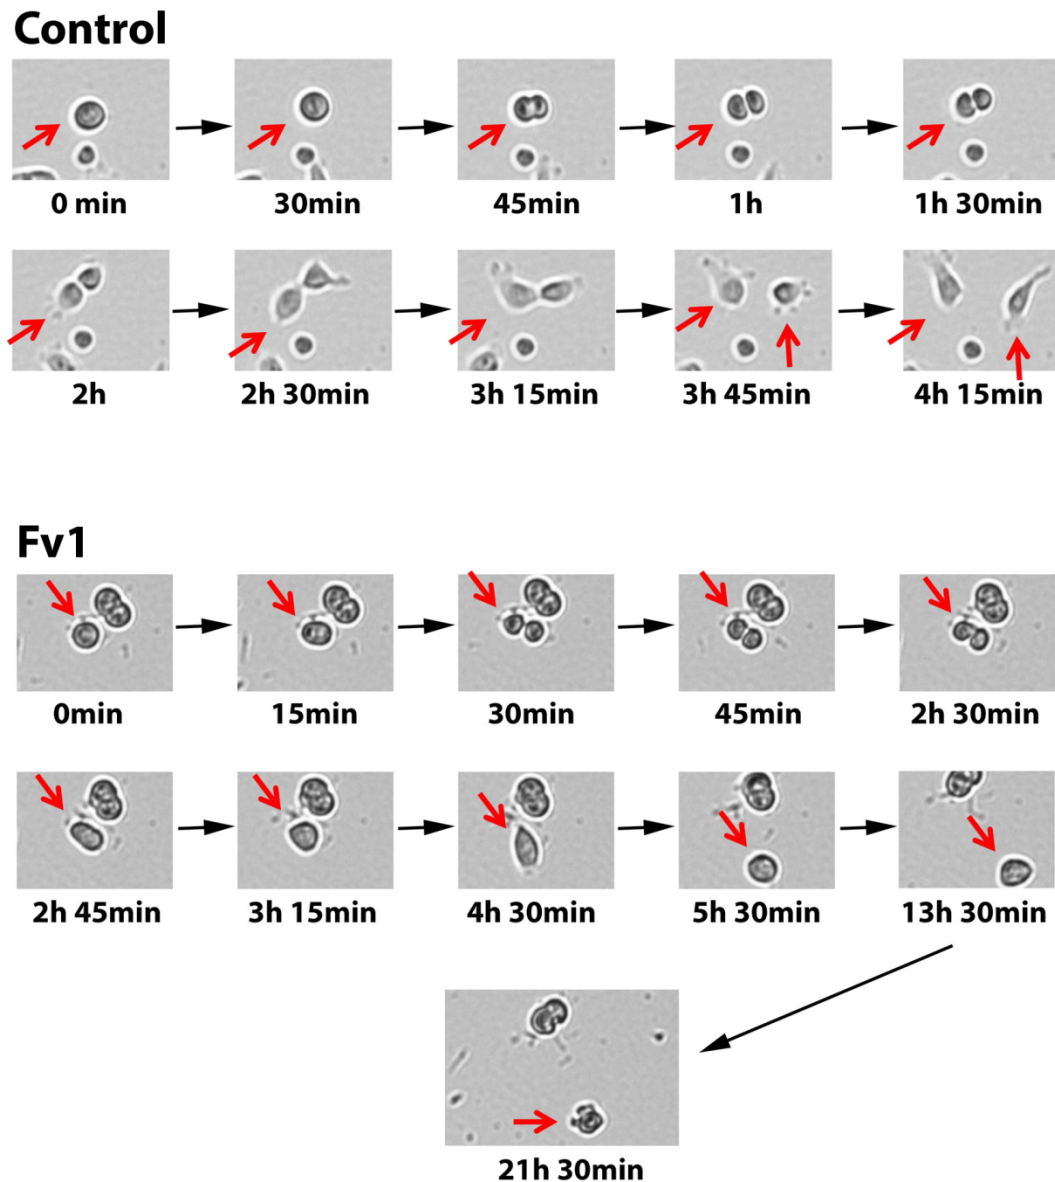 Control
0 min 30min 45min 1h 1h 30min
2h 2h 30min 3h 15min 3h 45min 4h 15min
Fv1
0min 15min 30min 45min 2h 30min
2h 45min 3h 15min 4h 30min 5h 30min 13h 30min
21h 30min